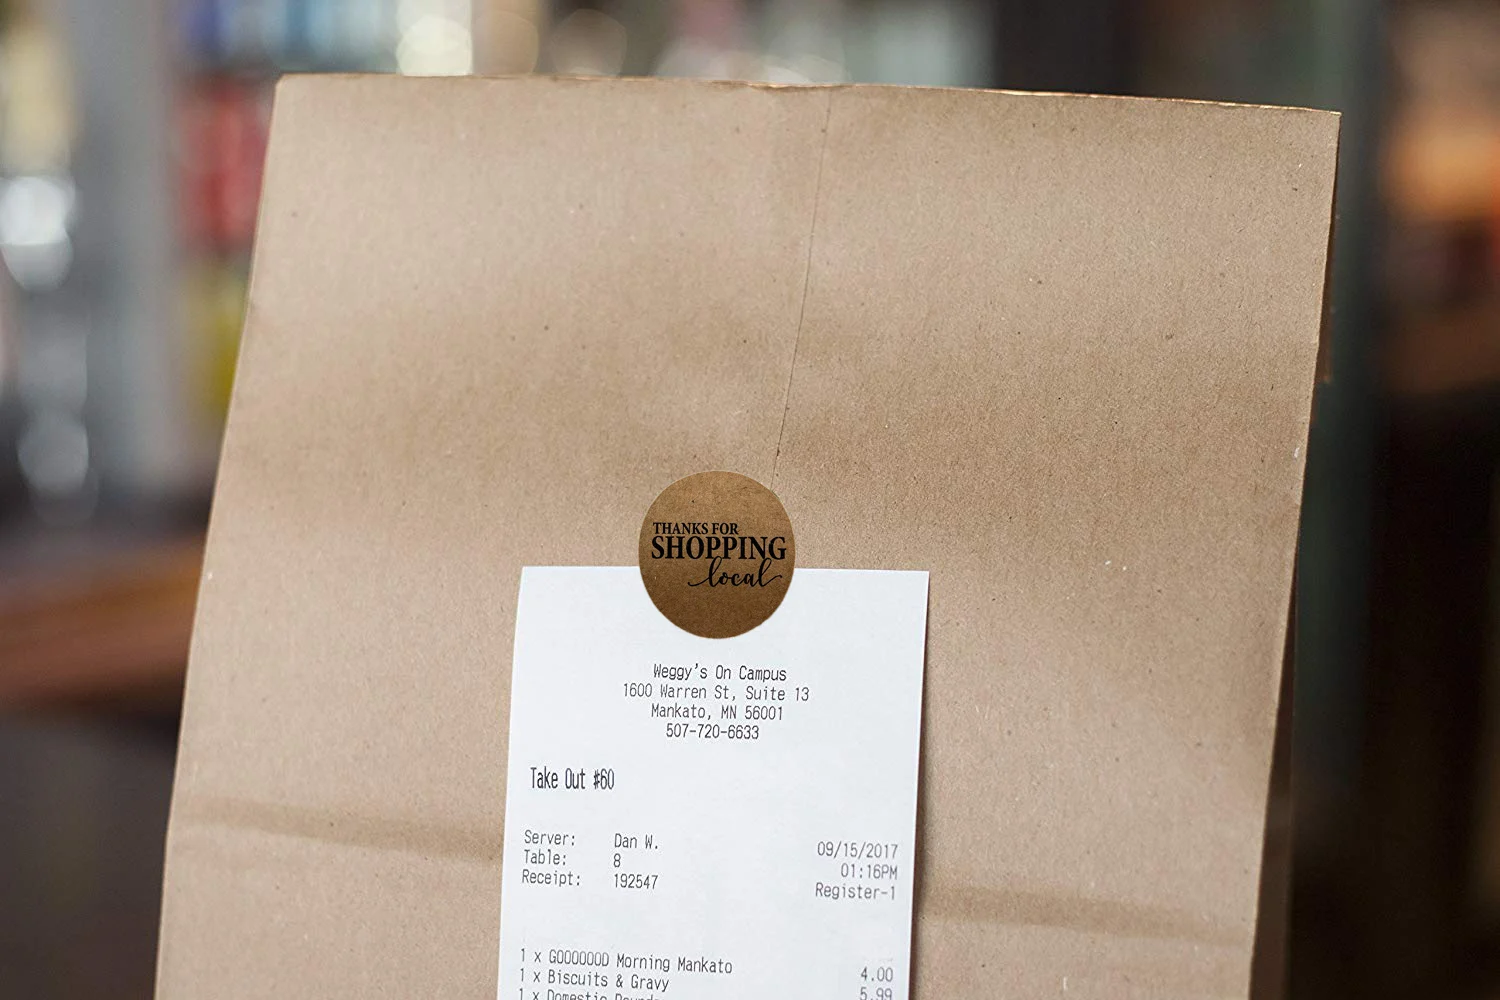 THANKS FOR
SHOPPING
local
Weggy's On Campus
1600 Warren St, Suite 13
Mankato, MN 56001
507-720-6633
Take Out #60
Server: Dan W. 09/15/2017
Table: 8 01:16PM
Receipt: 192547 Register-1
1 x GOOOOOOD Morning Mankato 4.00
1 x Biscuits & Gravy 5.99
1 x Domestic